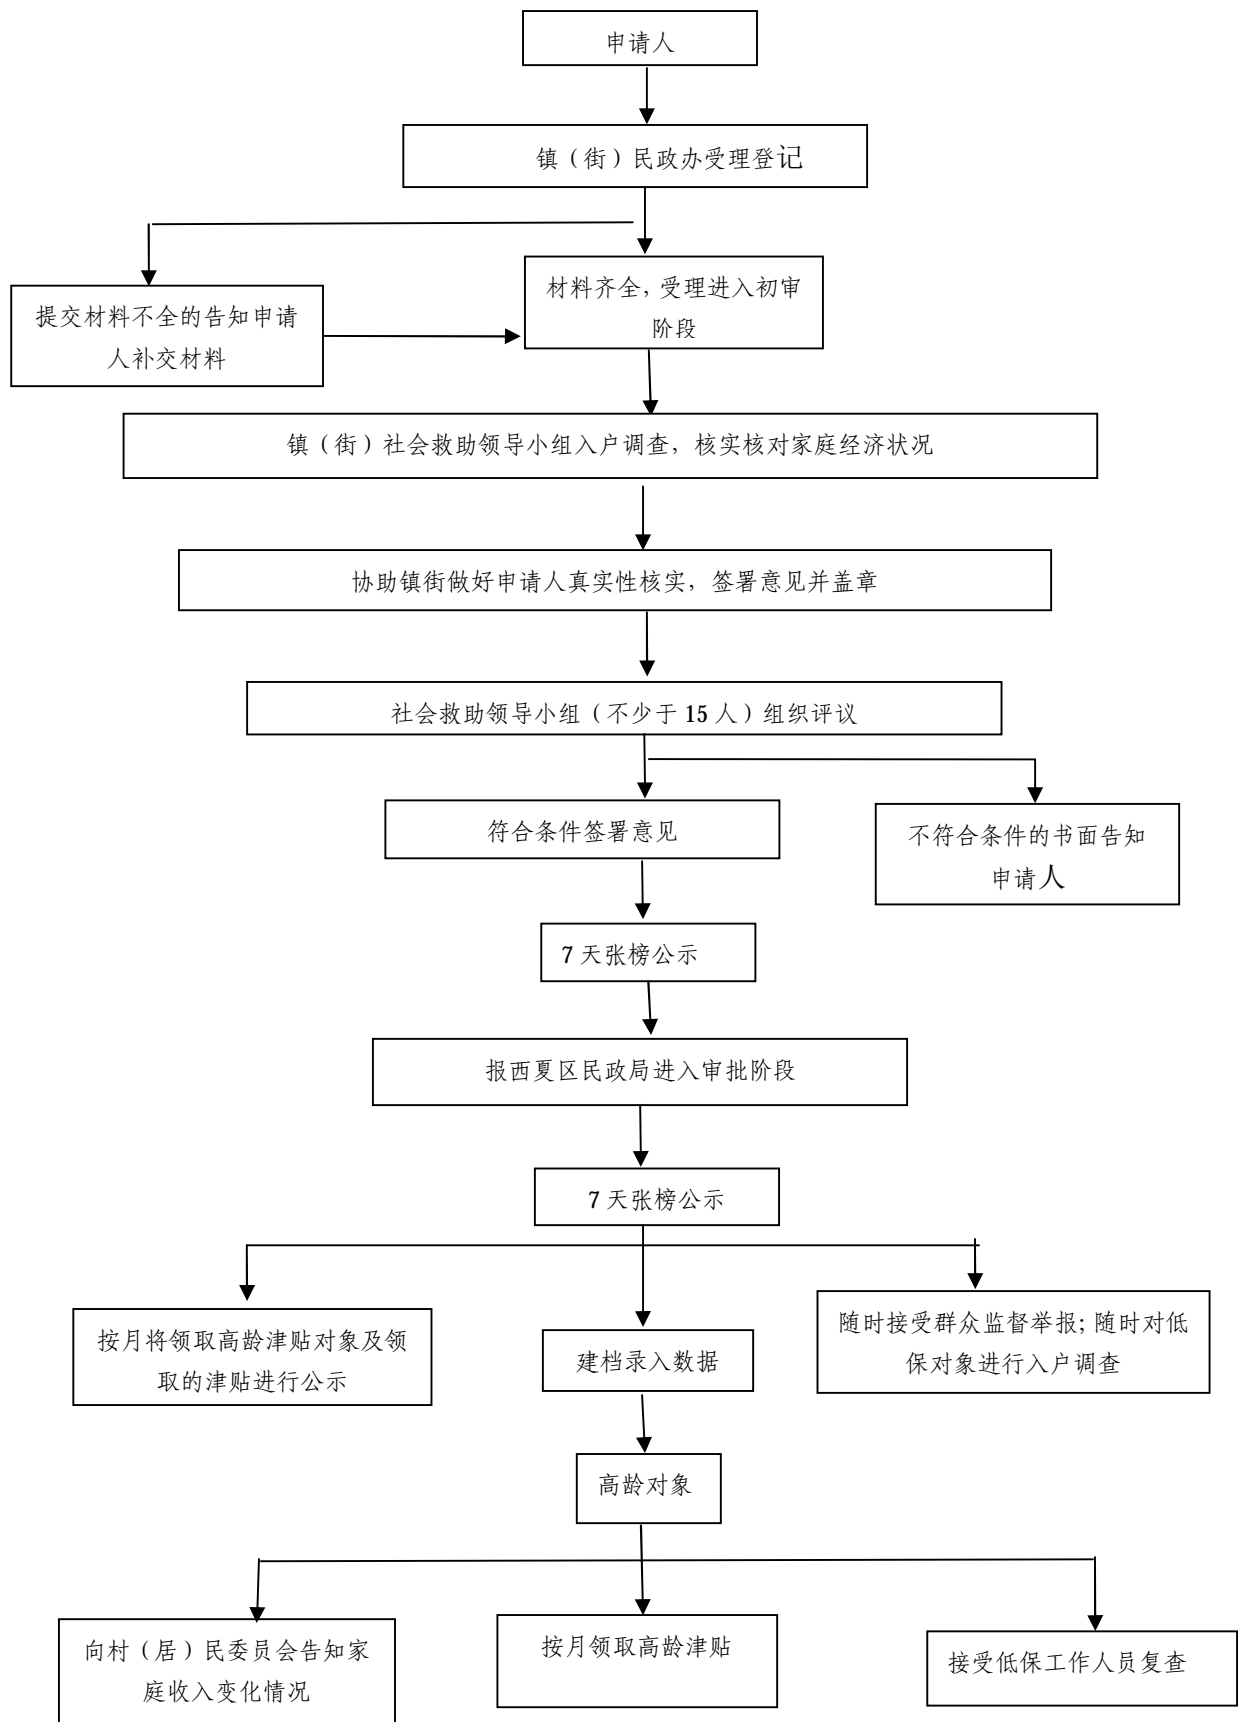 申请人
镇（街）民政办受理登记
材料齐全，受理进入初审
阶段
提交材料不全的告知申请
人补交材料
镇（街）社会救助领导小组入户调查，核实核对家庭经济状况
协助镇街做好申请人真实性核实，签署意见并盖章
社会救助领导小组（不少于 15 人）组织评议
符合条件签署意见
不符合条件的书面告知
申请人
7 天张榜公示
报西夏区民政局进入审批阶段
7 天张榜公示
按月将领取高龄津贴对象及领
取的津贴进行公示
建档录入数据
随时接受群众监督举报；随时对低
保对象进行入户调查
高龄对象
向村（居）民委员会告知家
庭收入变化情况
按月领取高龄津贴
接受低保工作人员复查